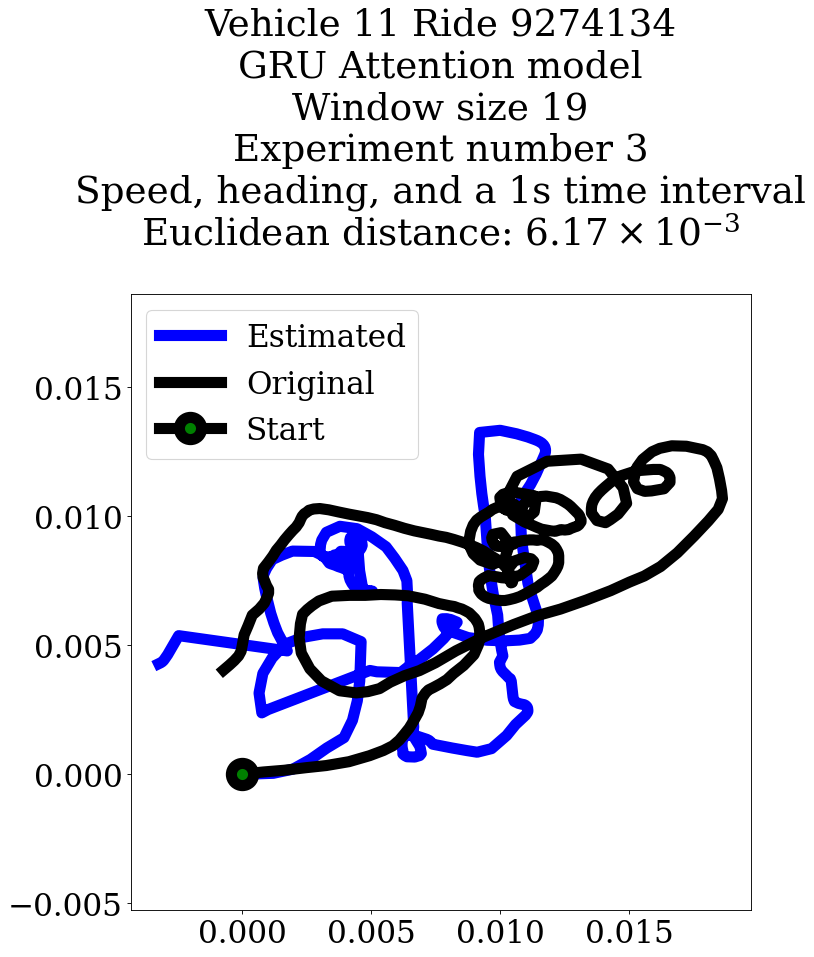 Vehicle 11 Ride 9274134
GRU Attention model
Window size 19
Experiment number 3
Speed, heading, and a 1s time interval
Euclidean distance: 6.17 × 10⁻³
Estimated
Original
Start
0.015
0.010
0.005
0.000
−0.005
0.000 0.005 0.010 0.015